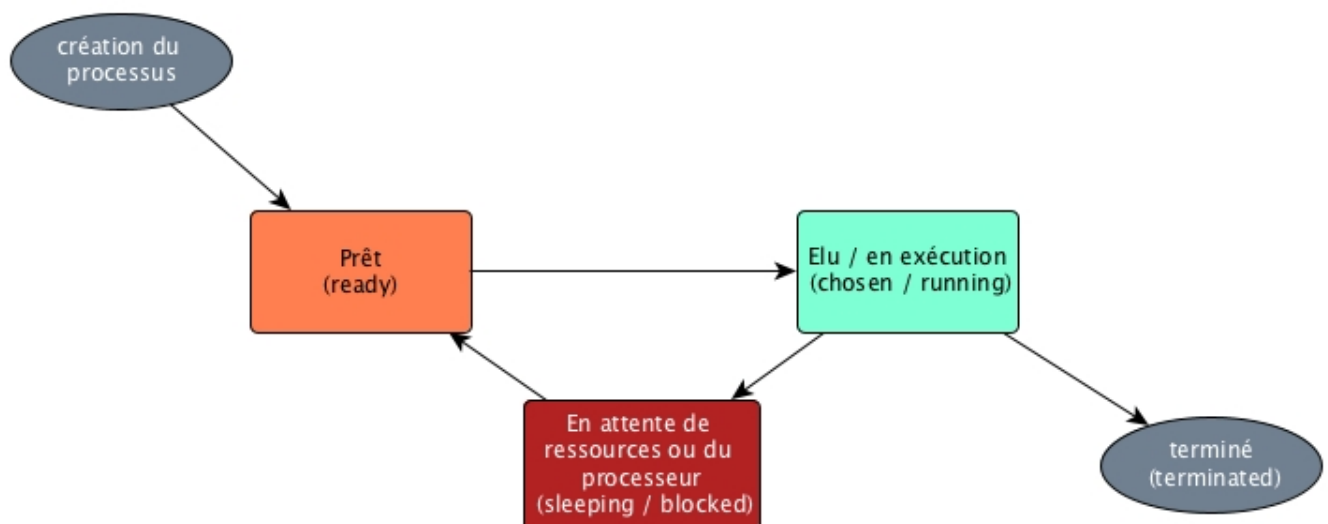 création du
processus
Prêt
(ready)
Elu / en exécution
(chosen / running)
En attente de
ressources ou du
processeur
(sleeping / blocked)
terminé
(terminated)